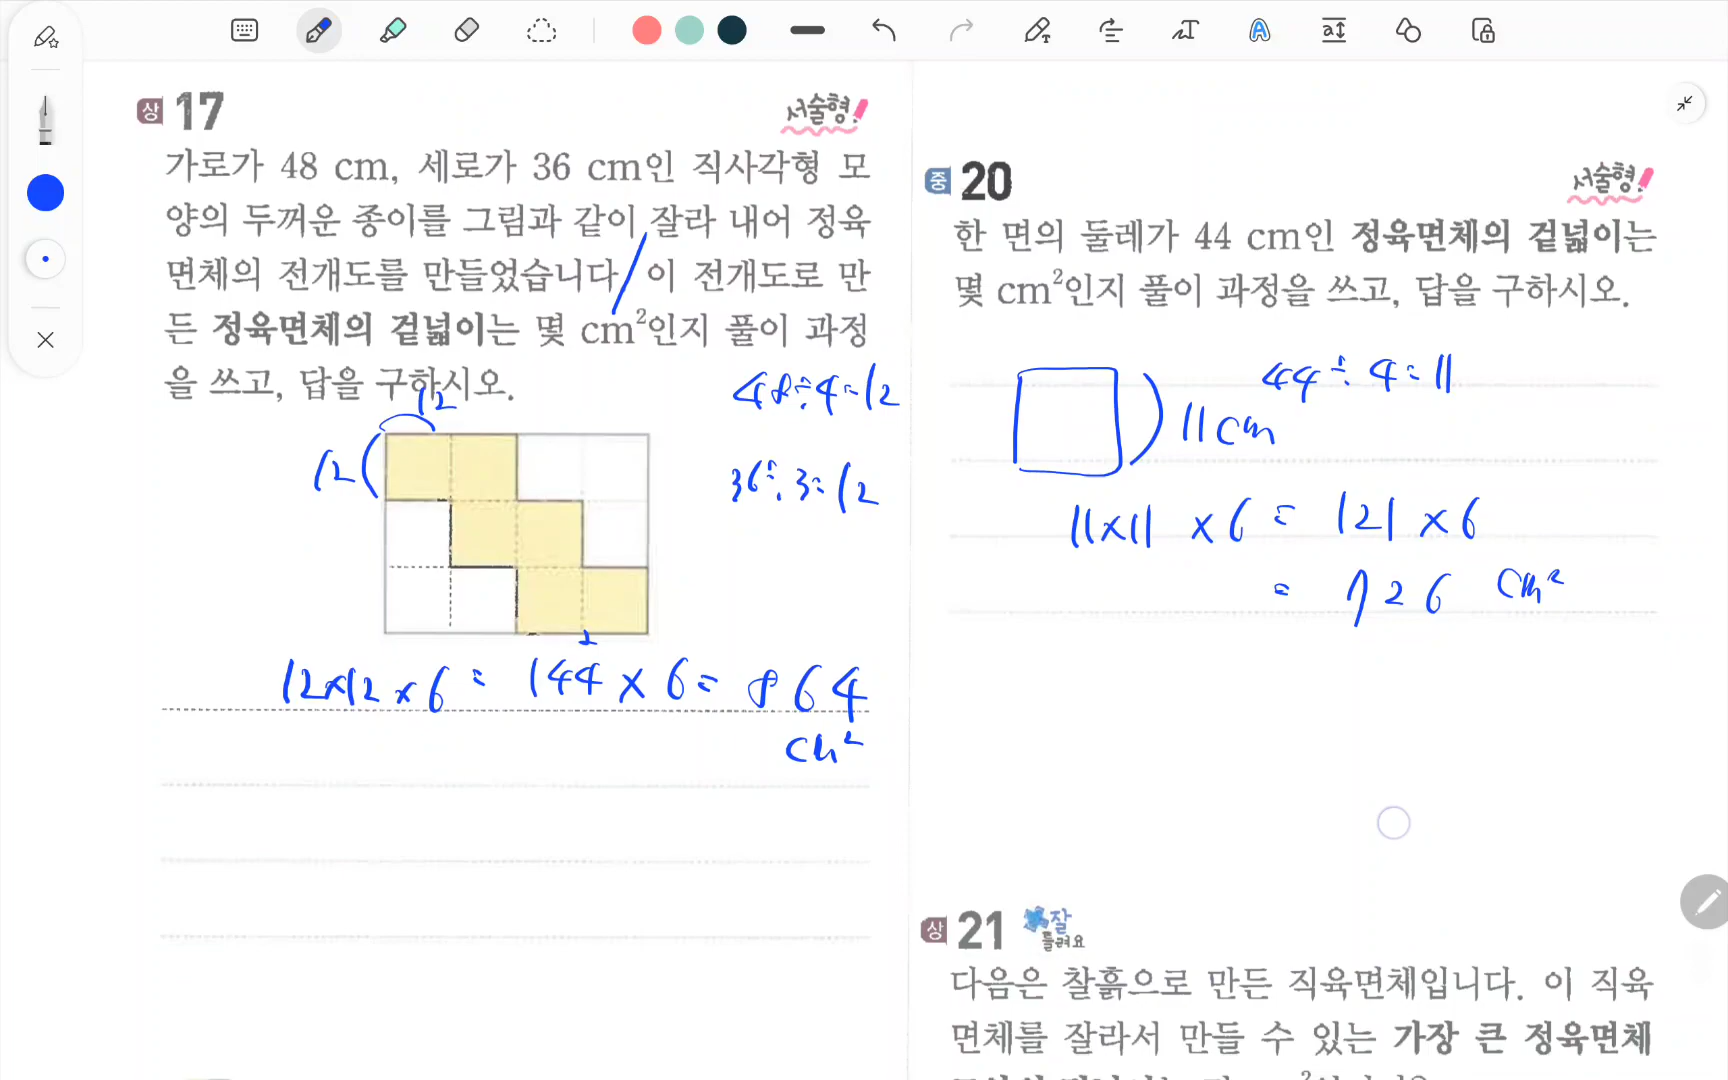 상 17 서술형!
가로가 48 cm, 세로가 36 cm인 직사각형 모
양의 두꺼운 종이를 그림과 같이 잘라 내어 정육
면체의 전개도를 만들었습니다. 이 전개도로 만
든 정육면체의 겉넓이는 몇 cm²인지 풀이 과정
을 쓰고, 답을 구하시오.
12
48÷4=12
12
36÷3=12
2
12×12×6= 144×6= 864
cm²
중 20 서술형!
한 면의 둘레가 44 cm인 정육면체의 겉넓이는
몇 cm²인지 풀이 과정을 쓰고, 답을 구하시오.
44÷4=11
11cm
11×11×6= 121×6
= 726 cm²
상 21 잘
틀려요
다음은 찰흙으로 만든 직육면체입니다. 이 직육
면체를 잘라서 만들 수 있는 가장 큰 정육면체